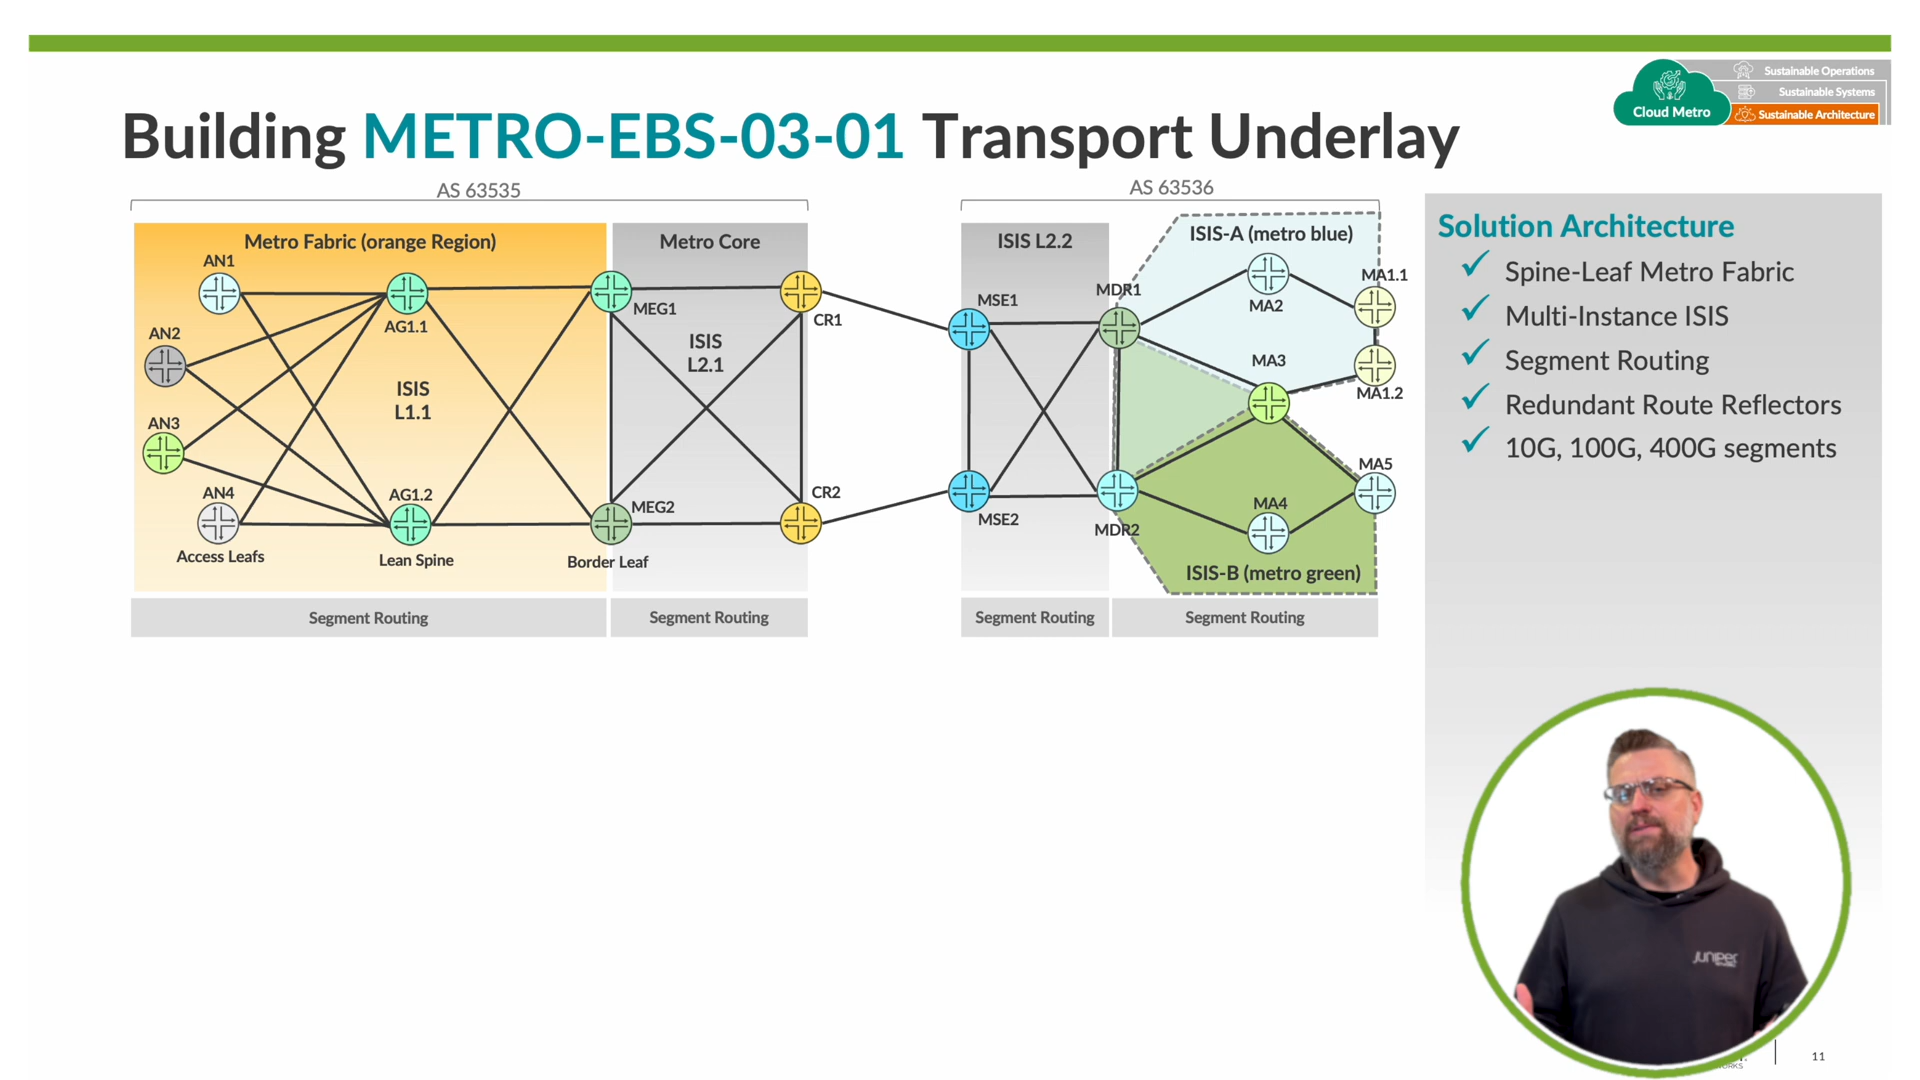 Sustainable Operations
Sustainable Systems
Cloud Metro
Sustainable Architecture
Building METRO-EBS-03-01 Transport Underlay
AS 63535
AS 63536
Metro Fabric (orange Region)
Metro Core
ISIS L2.2
ISIS-A (metro blue)
AN1
AN2
AN3
AN4
Access Leafs
AG1.1
ISIS
L1.1
AG1.2
Lean Spine
MEG1
ISIS
L2.1
MEG2
Border Leaf
CR1
CR2
MSE1
MSE2
MDR1
MDR2
MA2
MA1.1
MA3
MA1.2
MA5
MA4
ISIS-B (metro green)
Segment Routing
Segment Routing
Segment Routing
Segment Routing
Solution Architecture
Spine-Leaf Metro Fabric
Multi-Instance ISIS
Segment Routing
Redundant Route Reflectors
10G, 100G, 400G segments
JUNIPER
11